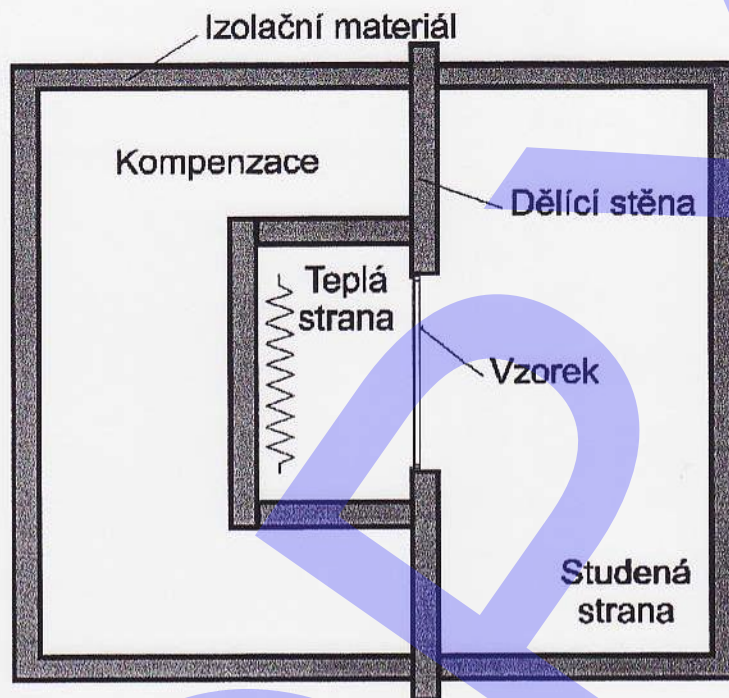 Izolační materiál
Kompenzace
Dělící stěna
Teplá
strana
Vzorek
Studená
strana